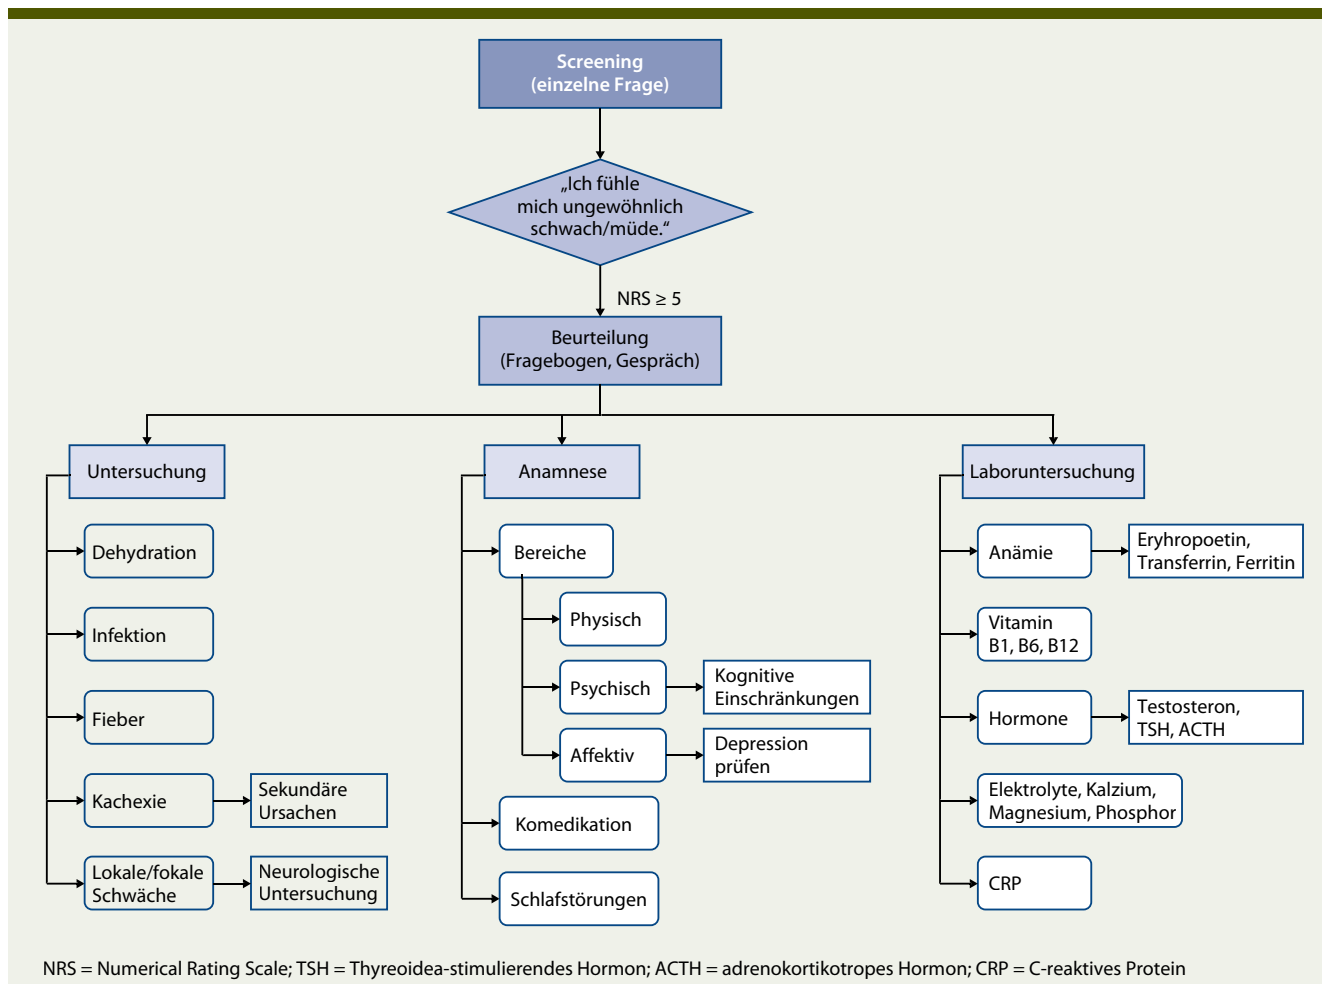 Screening
(einzelne Frage)
„Ich fühle
mich ungewöhnlich
schwach/müde.“
NRS ≥ 5
Beurteilung
(Fragebogen, Gespräch)
Untersuchung
Dehydration
Infektion
Fieber
Kachexie
Sekundäre
Ursachen
Lokale/fokale
Schwäche
Neurologische
Untersuchung
Anamnese
Bereiche
Physisch
Psychisch
Kognitive
Einschränkungen
Affektiv
Depression
prüfen
Komedikation
Schlafstörungen
Laboruntersuchung
Anämie
Eryhropoetin,
Transferrin, Ferritin
Vitamin
B1, B6, B12
Hormone
Testosteron,
TSH, ACTH
Elektrolyte, Kalzium,
Magnesium, Phosphor
CRP
NRS = Numerical Rating Scale; TSH = Thyreoidea-stimulierendes Hormon; ACTH = adrenokortikotropes Hormon; CRP = C-reaktives Protein